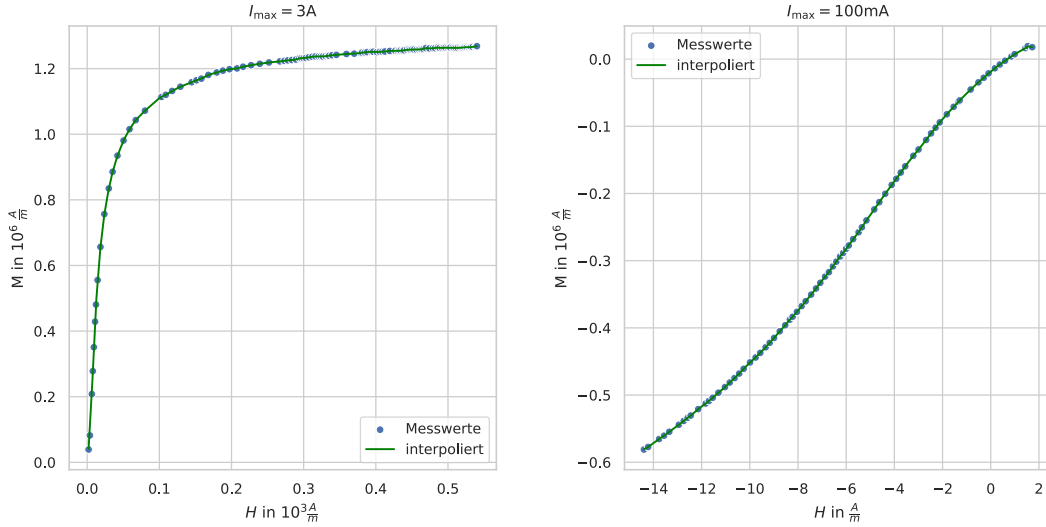 I_max = 3A
M in 10^6 A/m
1.2
1.0
0.8
0.6
0.4
0.2
0.0
0.0 0.1 0.2 0.3 0.4 0.5
H in 10^3 A/m
Messwerte
interpoliert
I_max = 100mA
M in 10^6 A/m
0.0
−0.1
−0.2
−0.3
−0.4
−0.5
−0.6
−14 −12 −10 −8 −6 −4 −2 0 2
H in A/m
Messwerte
interpoliert